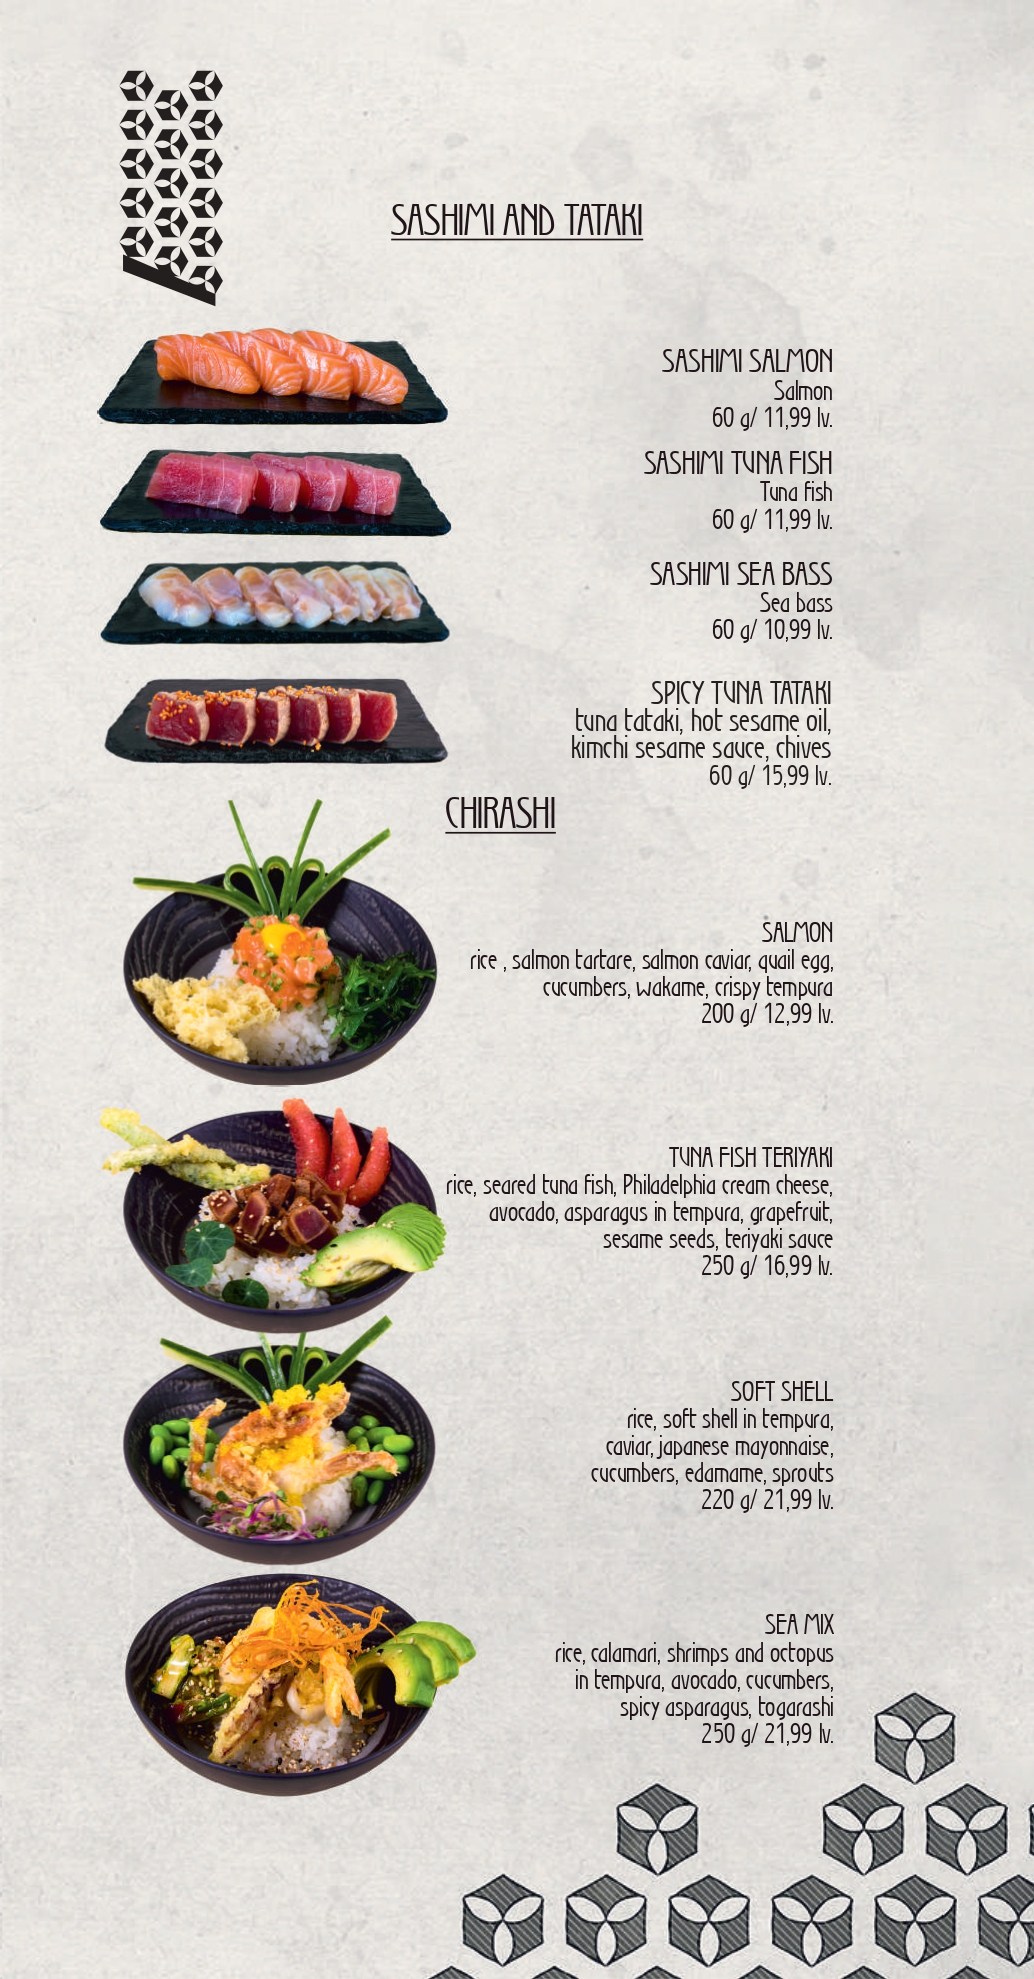 SASHIMI AND TATAKI
SASHIMI SALMON
Salmon
60 g/ 11,99 lv.
SASHIMI TUNA FISH
Tuna fish
60 g/ 11,99 lv.
SASHIMI SEA BASS
Sea bass
60 g/ 10,99 lv.
SPICY TUNA TATAKI
tuna tataki, hot sesame oil,
kimchi sesame sauce, chives
60 g/ 15,99 lv.
CHIRASHI
SALMON
rice , salmon tartare, salmon caviar, quail egg,
cucumbers, wakame, crispy tempura
200 g/ 12,99 lv.
TUNA FISH TERIYAKI
rice, seared tuna fish, Philadelphia cream cheese,
avocado, asparagus in tempura, grapefruit,
sesame seeds, teriyaki sauce
250 g/ 16,99 lv.
SOFT SHELL
rice, soft shell in tempura,
caviar, japanese mayonnaise,
cucumbers, edamame, sprouts
220 g/ 21,99 lv.
SEA MIX
rice, calamari, shrimps and octopus
in tempura, avocado, cucumbers,
spicy asparagus, togarashi
250 g/ 21,99 lv.